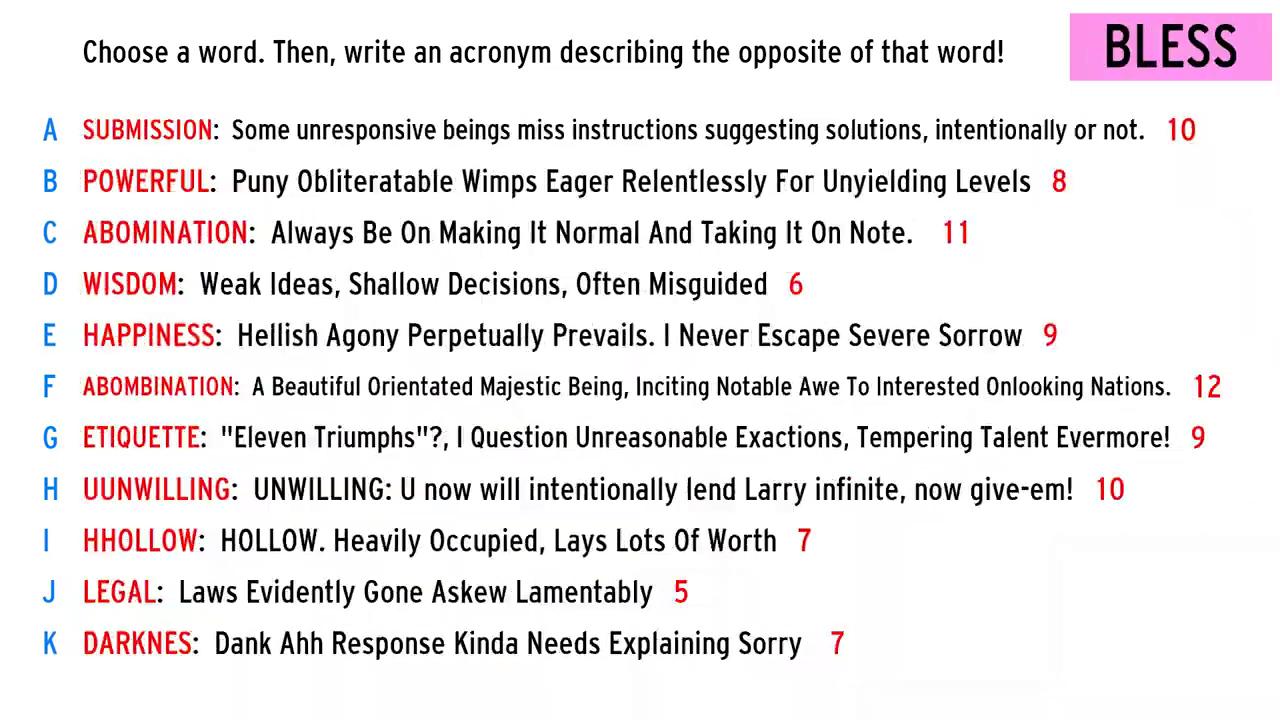 Choose a word. Then, write an acronym describing the opposite of that word!
BLESS
A SUBMISSION: Some unresponsive beings miss instructions suggesting solutions, intentionally or not. 10
B POWERFUL: Puny Obliteratable Wimps Eager Relentlessly For Unyielding Levels 8
C ABOMINATION: Always Be On Making It Normal And Taking It On Note. 11
D WISDOM: Weak Ideas, Shallow Decisions, Often Misguided 6
E HAPPINESS: Hellish Agony Perpetually Prevails. I Never Escape Severe Sorrow 9
F ABOMBINATION: A Beautiful Orientated Majestic Being, Inciting Notable Awe To Interested Onlooking Nations. 12
G ETIQUETTE: "Eleven Triumphs"?, I Question Unreasonable Exactions, Tempering Talent Evermore! 9
H UUNWILLING: UNWILLING: U now will intentionally lend Larry infinite, now give-em! 10
I HHOLLOW: HOLLOW. Heavily Occupied, Lays Lots Of Worth 7
J LEGAL: Laws Evidently Gone Askew Lamentably 5
K DARKNES: Dank Ahh Response Kinda Needs Explaining Sorry 7